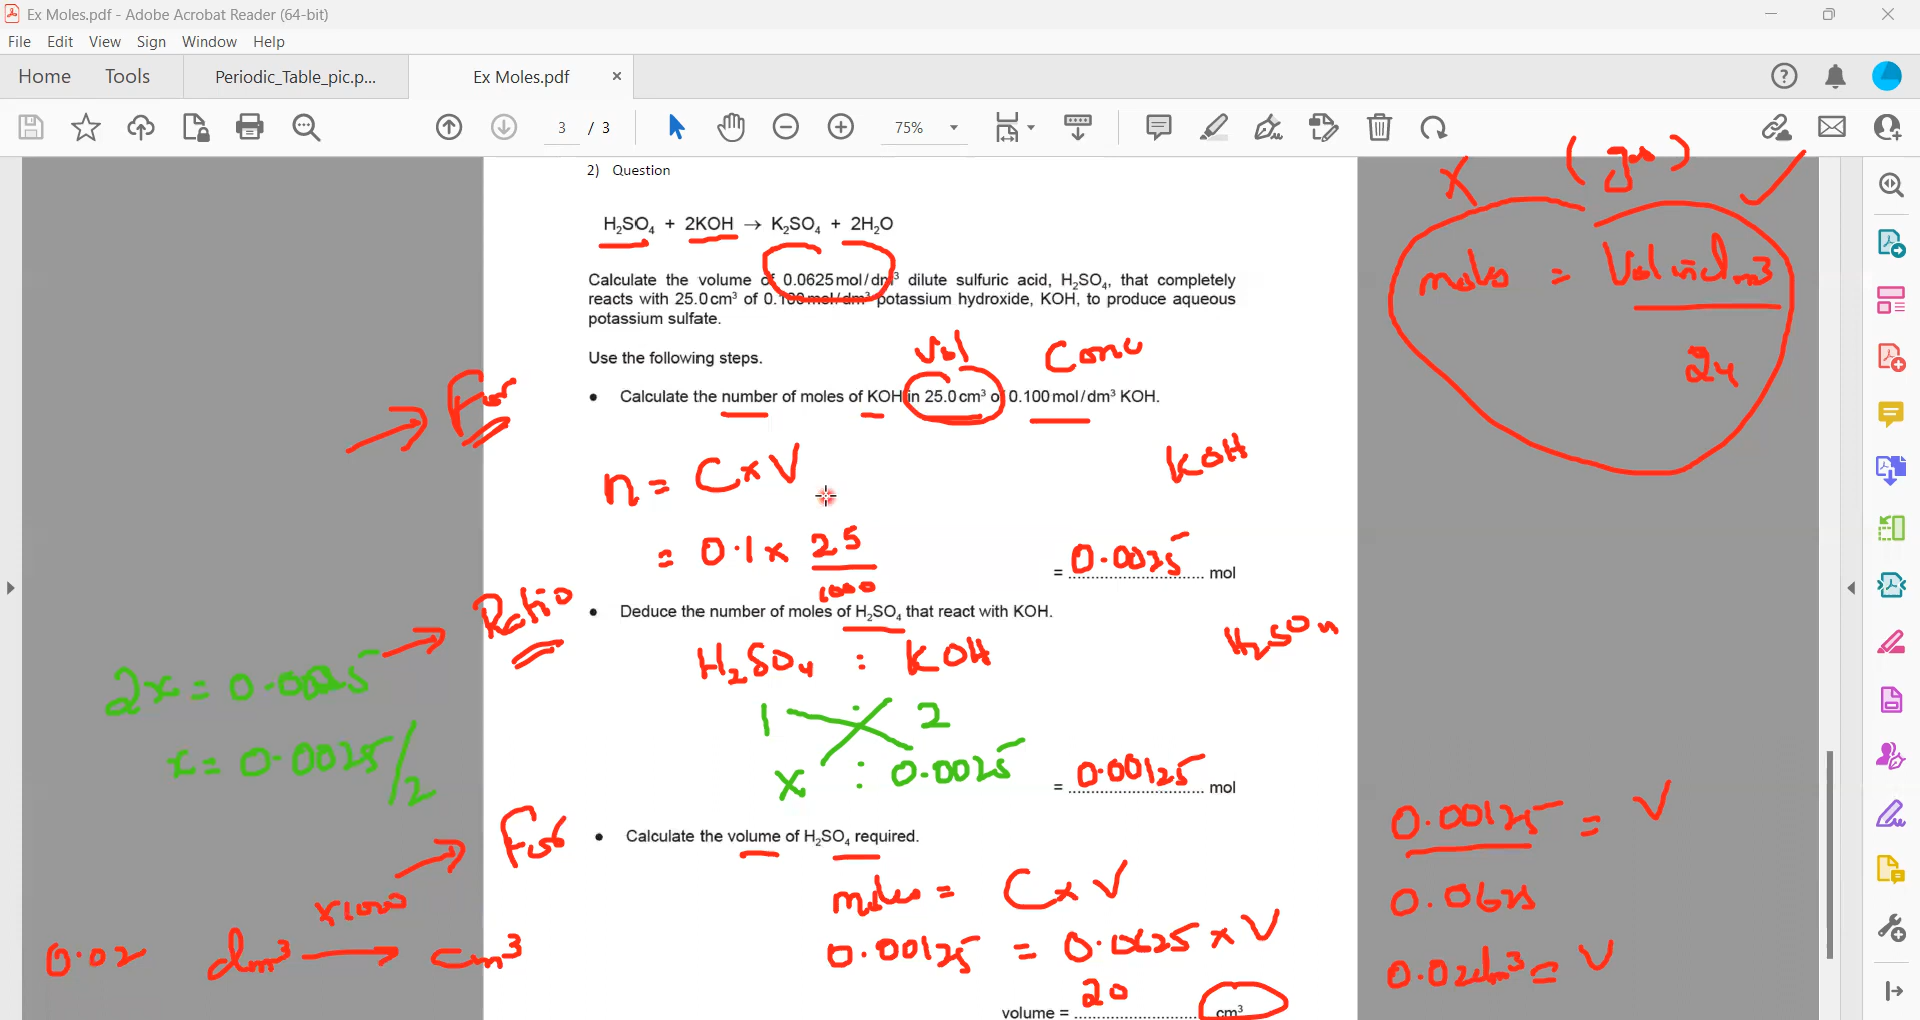 Ex Moles.pdf - Adobe Acrobat Reader (64-bit)
File Edit View Sign Window Help
Home Tools Periodic_Table_pic.p... Ex Moles.pdf ×
3 / 3 75%
2) Question
(gas)
x
H₂SO₄ + 2KOH → K₂SO₄ + 2H₂O
moles = Vol in dm³
24
Calculate the volume of 0.0625 mol/dm³ dilute sulfuric acid, H₂SO₄, that completely
reacts with 25.0 cm³ of 0.100 mol/dm³ potassium hydroxide, KOH, to produce aqueous
potassium sulfate.
Vol Conc
Use the following steps.
For
• Calculate the number of moles of KOH in 25.0 cm³ of 0.100 mol/dm³ KOH.
n = C x V
KOH
= 0.1 x 25
1000
= 0.0025 mol
Ratio
• Deduce the number of moles of H₂SO₄ that react with KOH.
H₂SO₄
H₂SO₄ : KOH
2x = 0.0025
1 : 2
x = 0.0025/2
x : 0.0025
= 0.00125 mol
For
• Calculate the volume of H₂SO₄ required.
0.00125 = V
0.0625
moles = C x V
x1000
0.02 dm³ → cm³
0.00125 = 0.0625 x V
0.02dm³ = V
volume = 20 cm³